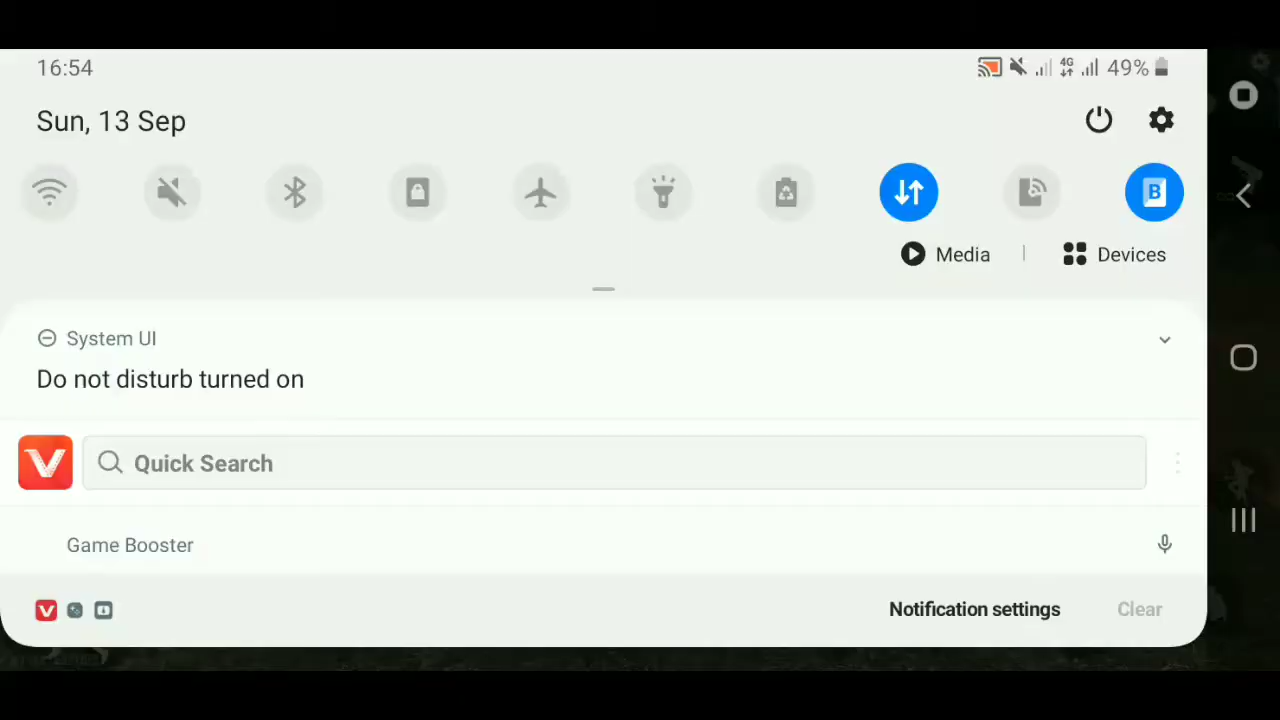 16:54
4G 49%
Sun, 13 Sep
B
Media | Devices
System UI
Do not disturb turned on
Quick Search
Game Booster
Notification settings Clear